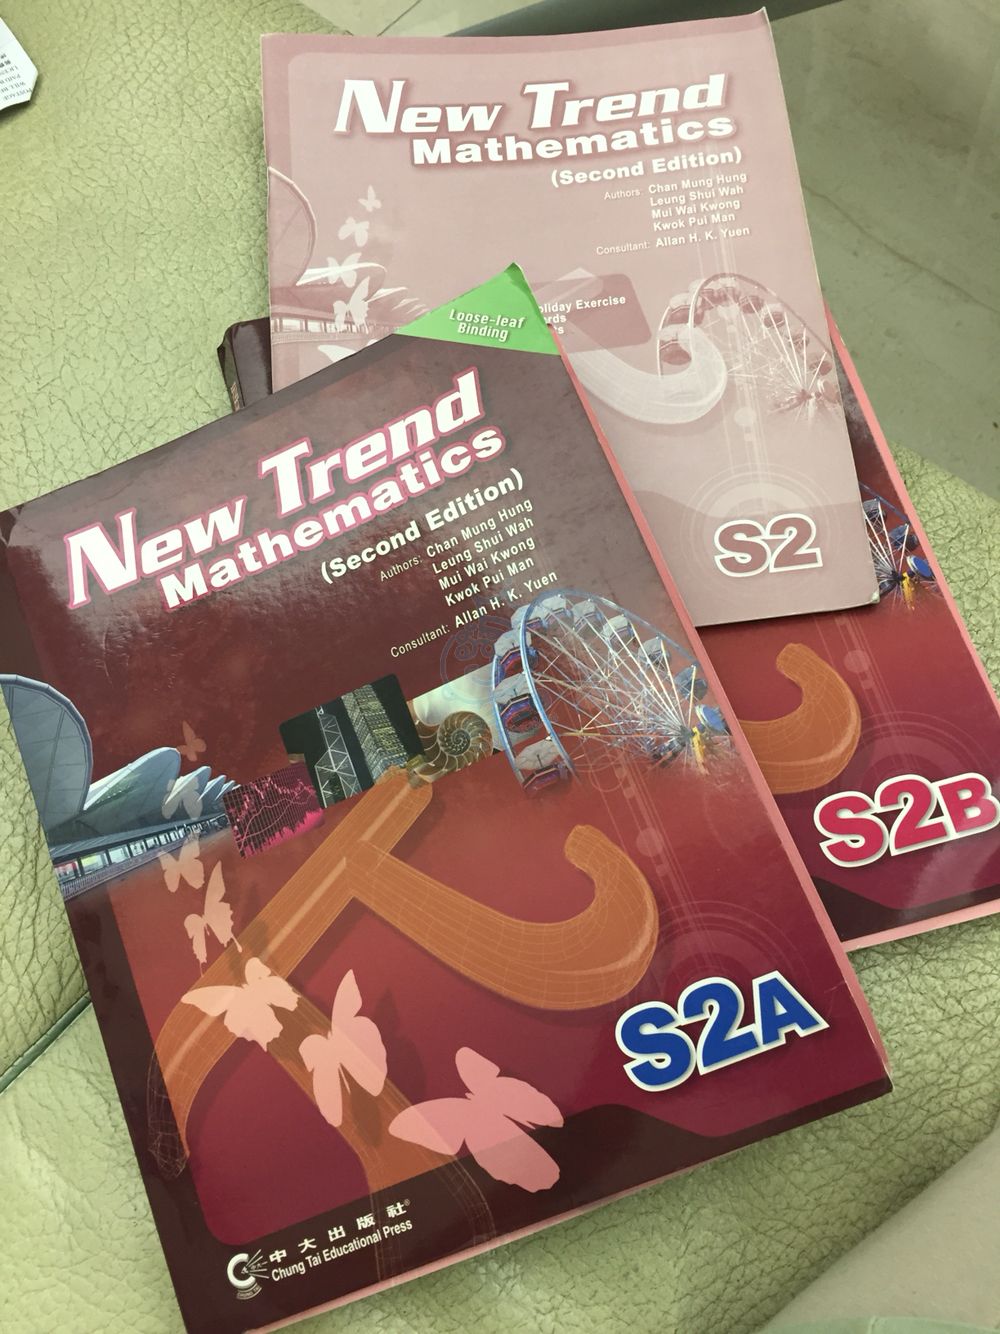 New Trend
Mathematics
(Second Edition)
Authors: Chan Mung Hung
Leung Shui Wah
Mui Wai Kwong
Kwok Pui Man
Consultant: Allan H. K. Yuen
Exercise
S2
Loose-leaf
Binding
New Trend
Mathematics
(Second Edition)
Authors: Chan Mung Hung
Leung Shui Wah
Mui Wai Kwong
Kwok Pui Man
Consultant: Allan H. K. Yuen
S2B
S2A
中大出版社®
Chung Tai Educational Press